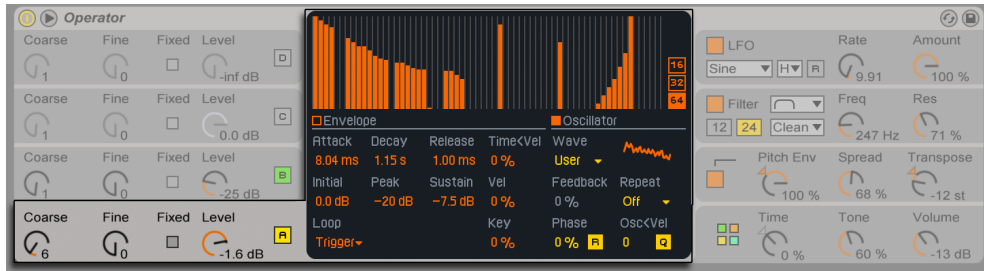 Operator
Coarse Fine Fixed Level
1 0 -inf dB D
Coarse Fine Fixed Level
1 0 0.0 dB C
Coarse Fine Fixed Level
1 0 -25 dB B
Coarse Fine Fixed Level
6 0 -1.6 dB A
16
32
64
Envelope Oscillator
Attack Decay Release Time<Vel Wave
8.04 ms 1.15 s 1.00 ms 0 % User
Initial Peak Sustain Vel Feedback Repeat
0.0 dB -20 dB -7.5 dB 0 % 0 % Off
Loop Key Phase Osc<Vel
Trigger 0 % 0 % R 0 Q
LFO Rate Amount
Sine H R 9.91 100 %
Filter Freq Res
12 24 Clean 247 Hz 71 %
Pitch Env Spread Transpose
100 % 68 % -12 st
Time Tone Volume
0 % 60 % -13 dB